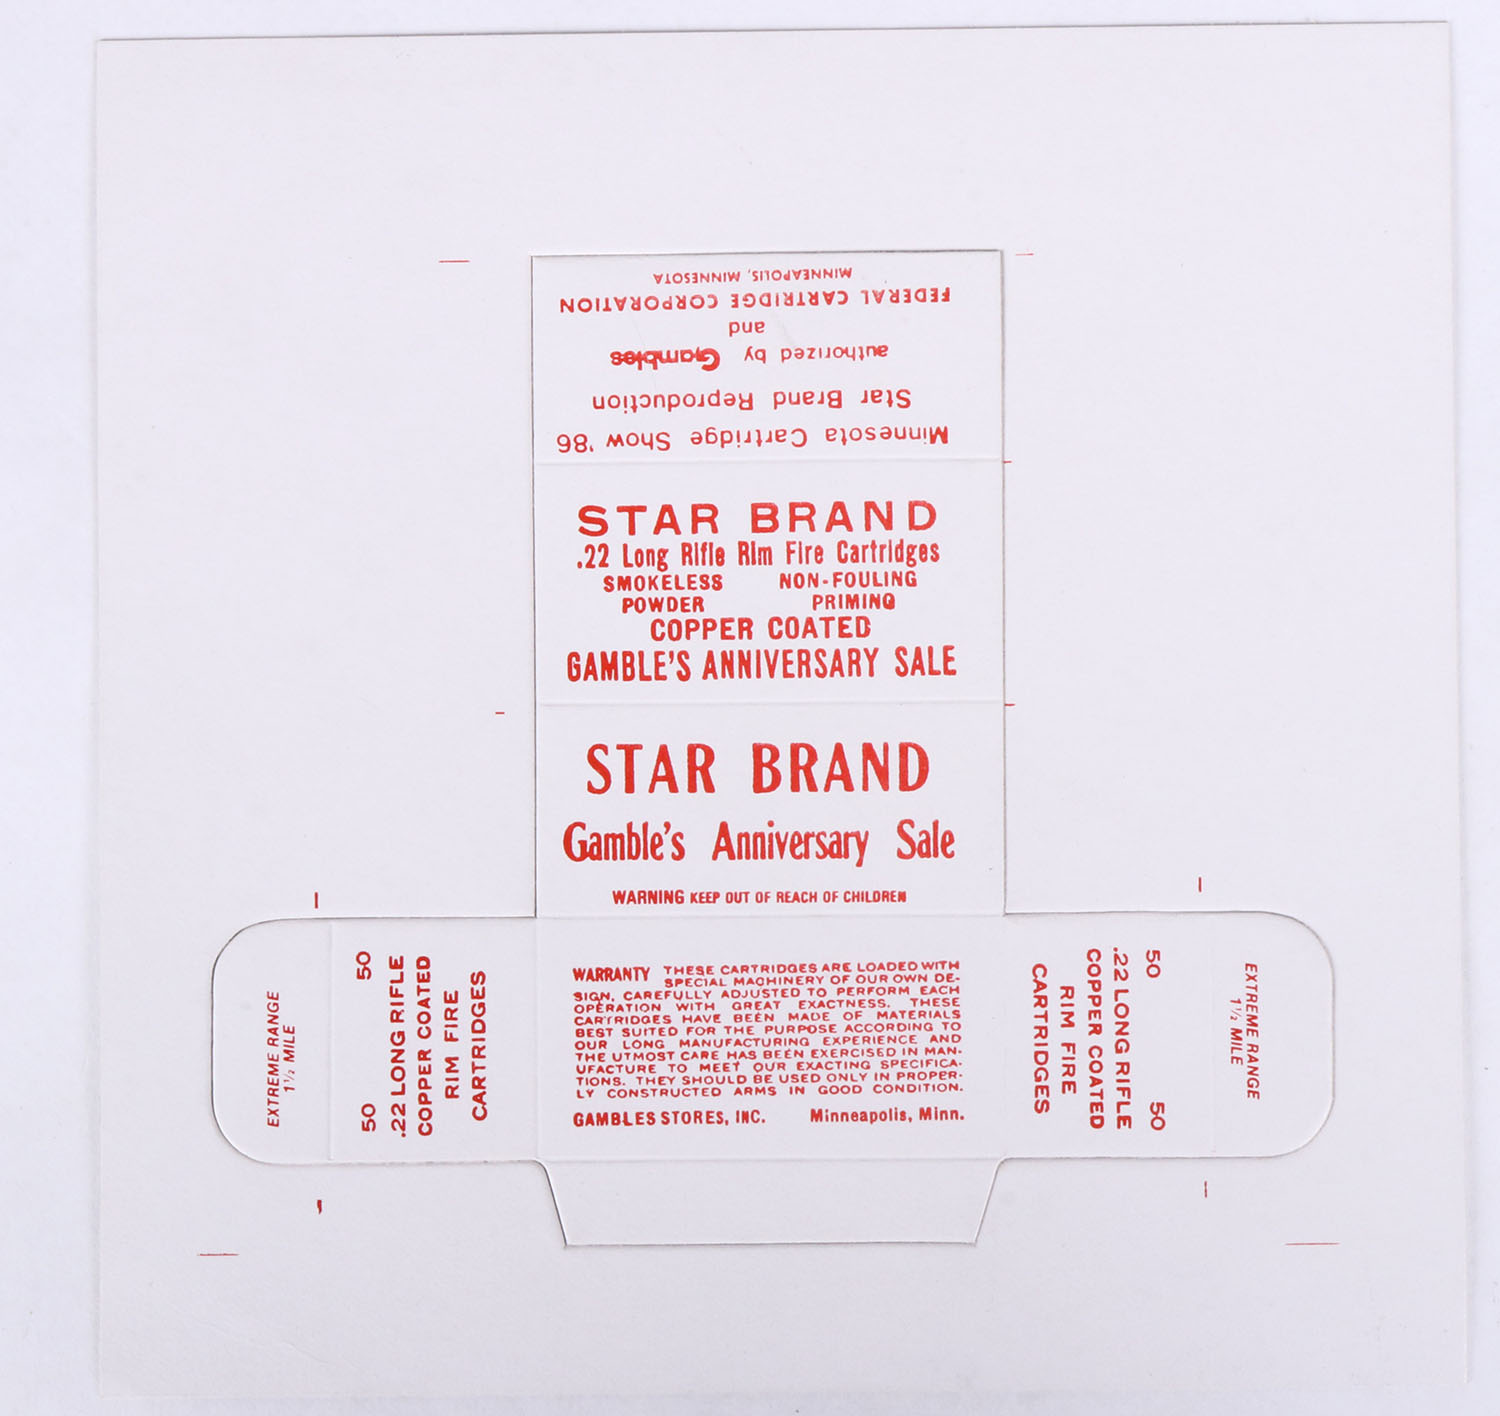 Minnesota Cartridge Show '86
Star Brand Reproduction
authorized by Gambles
and
FEDERAL CARTRIDGE CORPORATION
MINNEAPOLIS, MINNESOTA
STAR BRAND
.22 Long Rifle Rim Fire Cartridges
SMOKELESS NON-FOULING
POWDER PRIMING
COPPER COATED
GAMBLE'S ANNIVERSARY SALE
STAR BRAND
Gamble's Anniversary Sale
WARNING KEEP OUT OF REACH OF CHILDREN
WARRANTY THESE CARTRIDGES ARE LOADED WITH
SPECIAL MACHINERY OF OUR OWN DE-
SIGN, CAREFULLY ADJUSTED TO PERFORM EACH
OPERATION WITH GREAT EXACTNESS. THESE
CARTRIDGES HAVE BEEN MADE OF MATERIALS
BEST SUITED FOR THE PURPOSE ACCORDING TO
OUR LONG MANUFACTURING EXPERIENCE AND
THE UTMOST CARE HAS BEEN EXERCISED IN MAN-
UFACTURE TO MEET OUR EXACTING SPECIFICA-
TIONS. THEY SHOULD BE USED ONLY IN PROPER-
LY CONSTRUCTED ARMS IN GOOD CONDITION.
GAMBLES STORES, INC. Minneapolis, Minn.
EXTREME RANGE
1 1/2 MILE
50 50
.22 LONG RIFLE
COPPER COATED
RIM FIRE
CARTRIDGES
EXTREME RANGE
1 1/2 MILE
50 50
.22 LONG RIFLE
COPPER COATED
RIM FIRE
CARTRIDGES